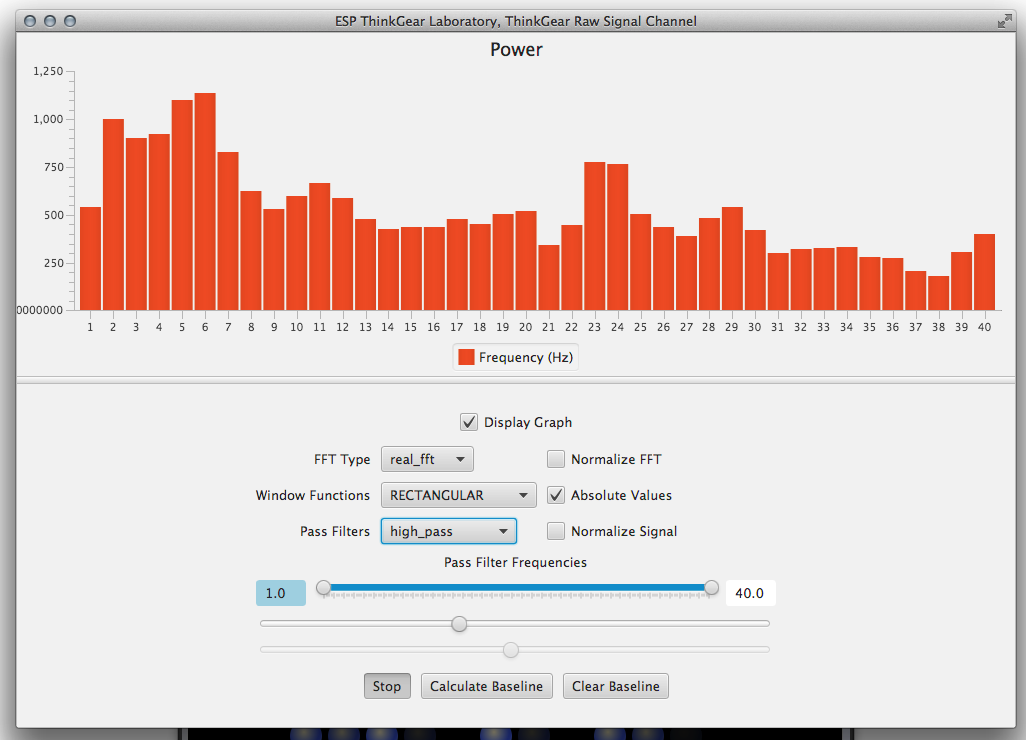 ESP ThinkGear Laboratory, ThinkGear Raw Signal Channel
Power
1,250
1,000
750
500
250
0000000
1 2 3 4 5 6 7 8 9 10 11 12 13 14 15 16 17 18 19 20 21 22 23 24 25 26 27 28 29 30 31 32 33 34 35 36 37 38 39 40
Frequency (Hz)
Display Graph
FFT Type real_fft Normalize FFT
Window Functions RECTANGULAR Absolute Values
Pass Filters high_pass Normalize Signal
Pass Filter Frequencies
1.0 40.0
Stop Calculate Baseline Clear Baseline